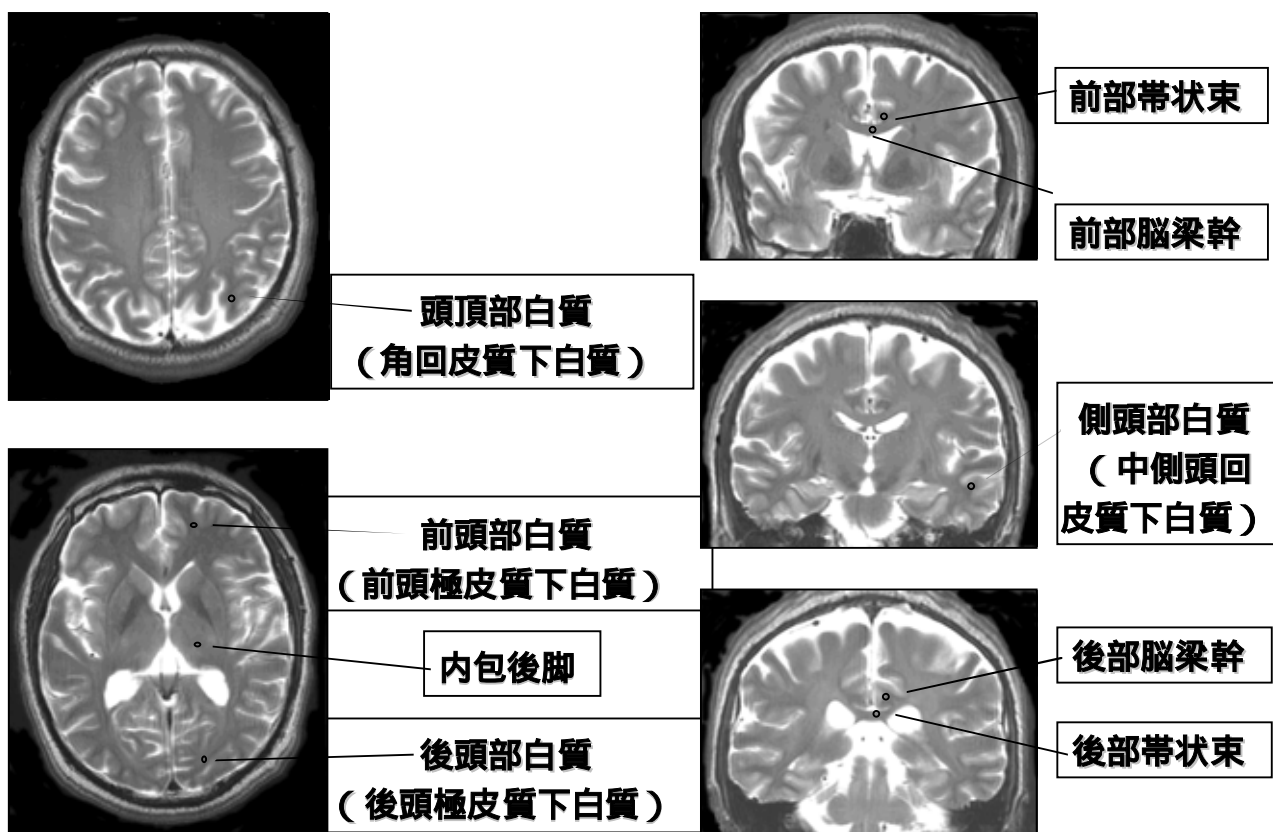 頭頂部白質
（角回皮質下白質）
前頭部白質
（前頭極皮質下白質）
内包後脚
後頭部白質
（後頭極皮質下白質）
前部帯状束
前部脳梁幹
側頭部白質
（中側頭回
皮質下白質）
後部脳梁幹
後部帯状束